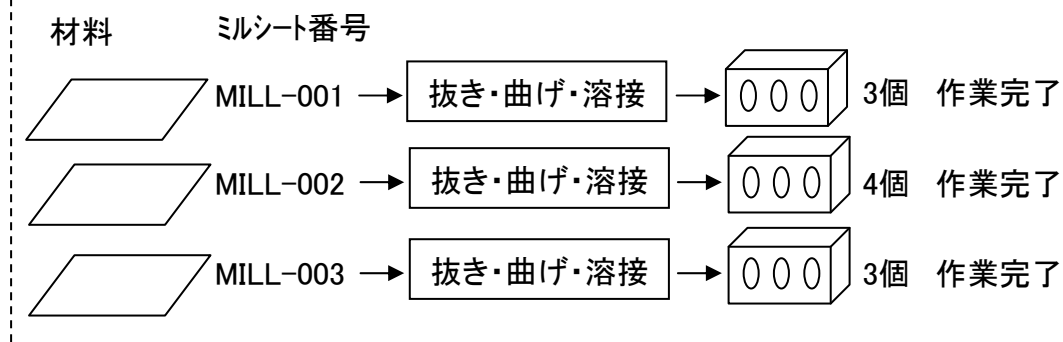 材料 ミルシート番号
MILL-001 抜き・曲げ・溶接 3個 作業完了
MILL-002 抜き・曲げ・溶接 4個 作業完了
MILL-003 抜き・曲げ・溶接 3個 作業完了